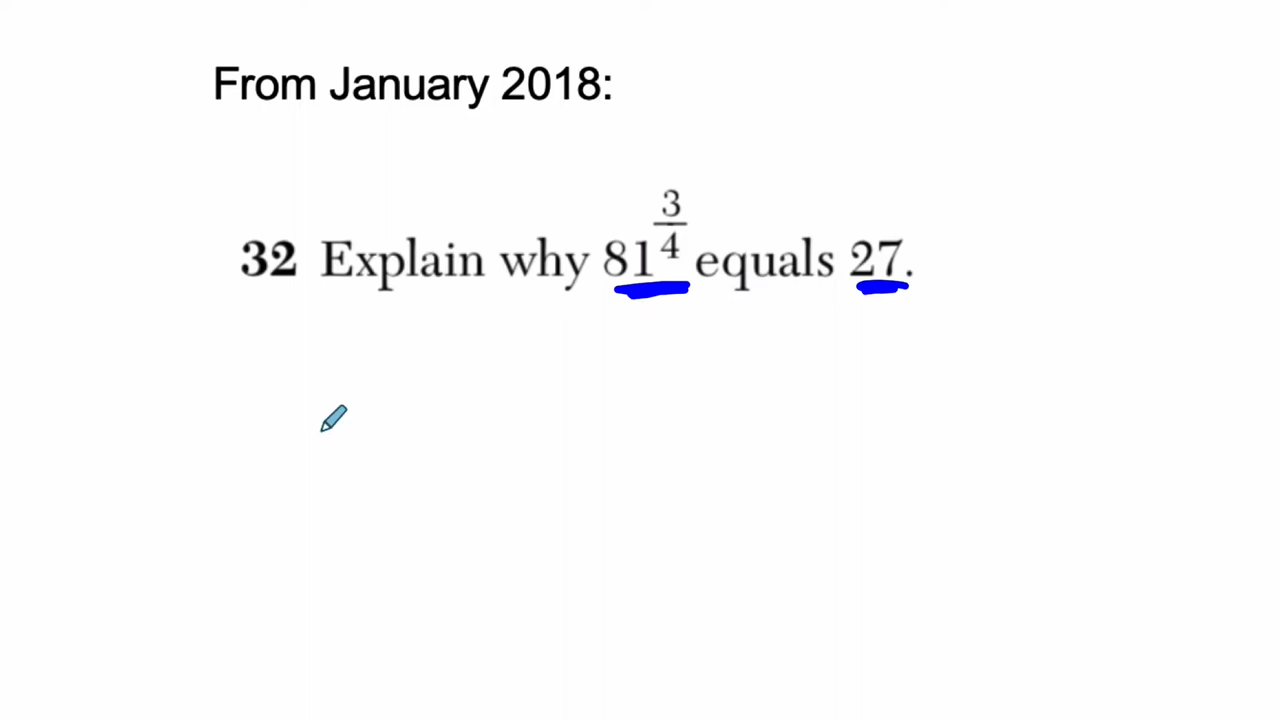 From January 2018:
32 Explain why 81^(3/4) equals 27.